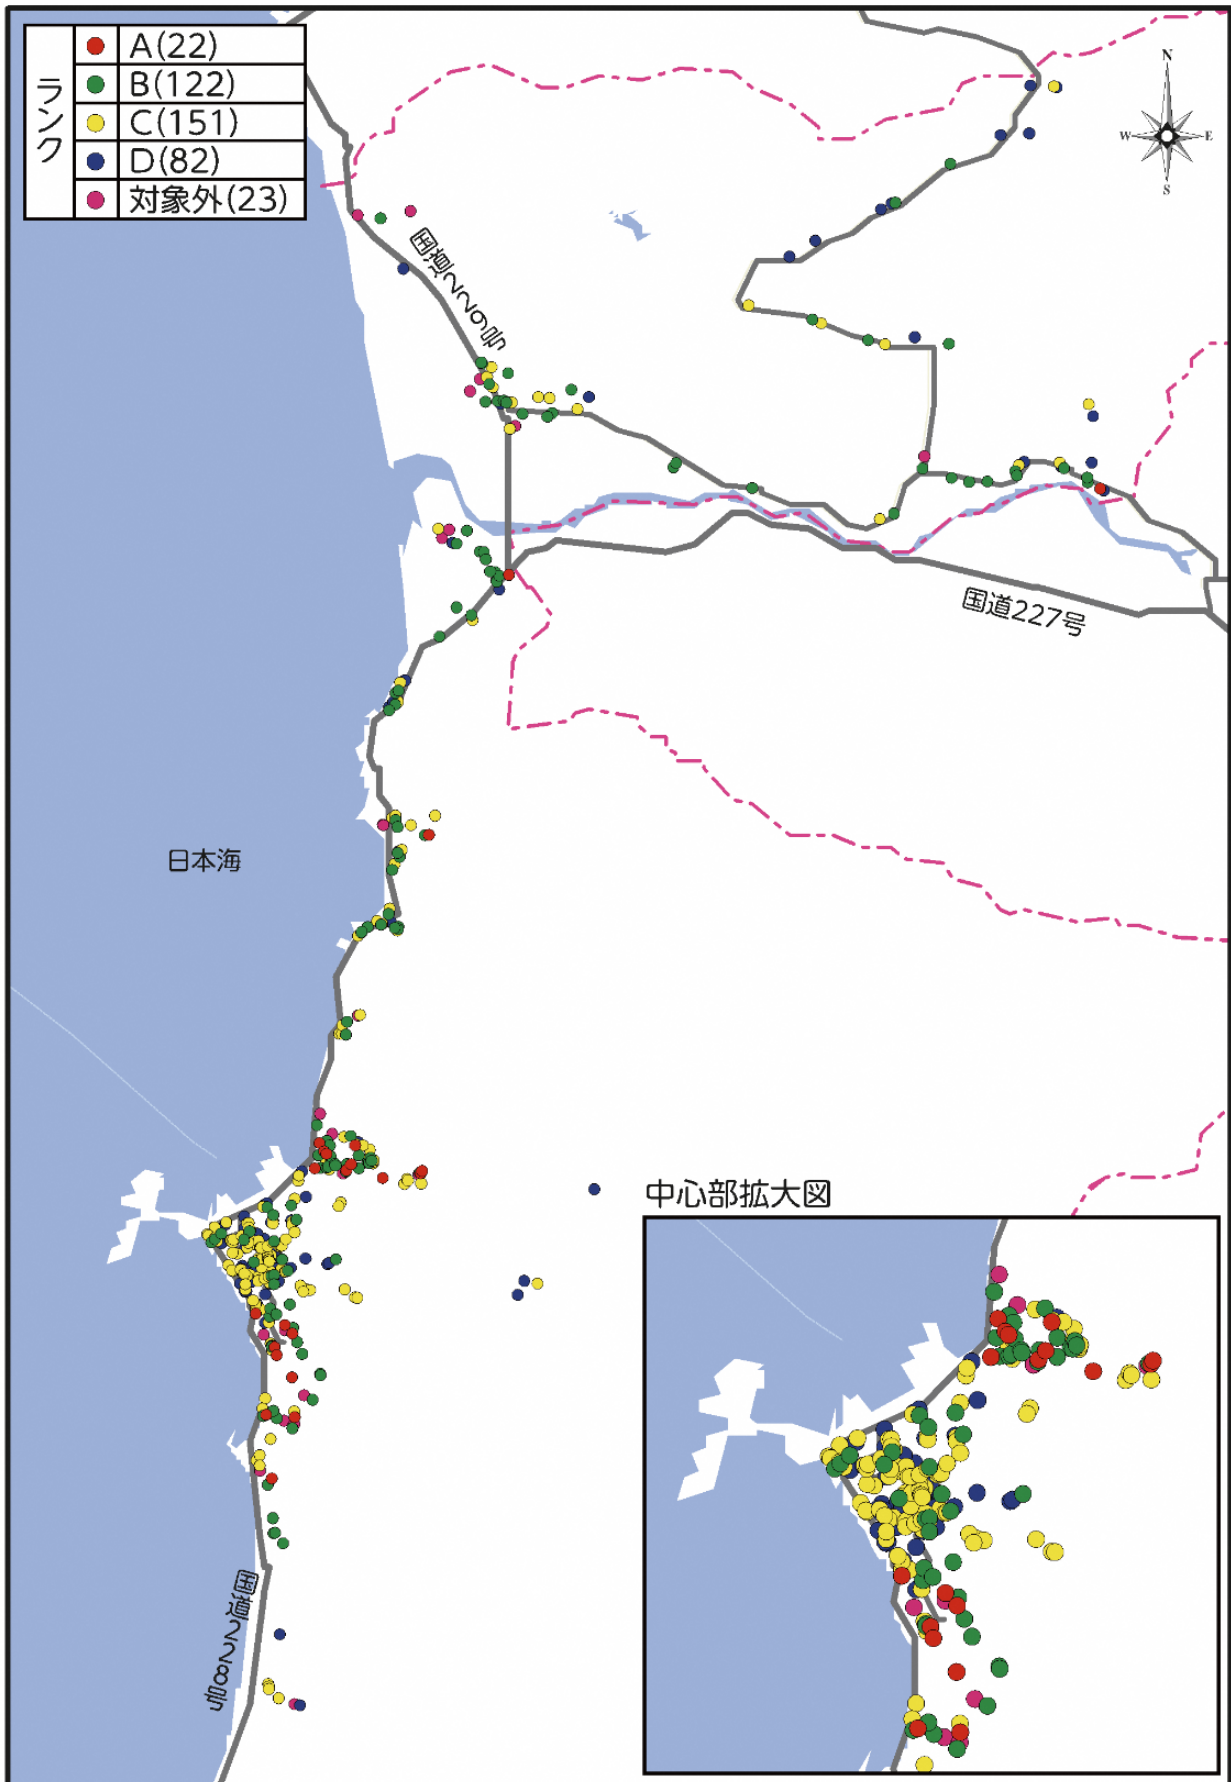 ランク
A(22)
B(122)
C(151)
D(82)
対象外(23)
N
W
E
S
国道229号
国道227号
日本海
中心部拡大図
国道228号